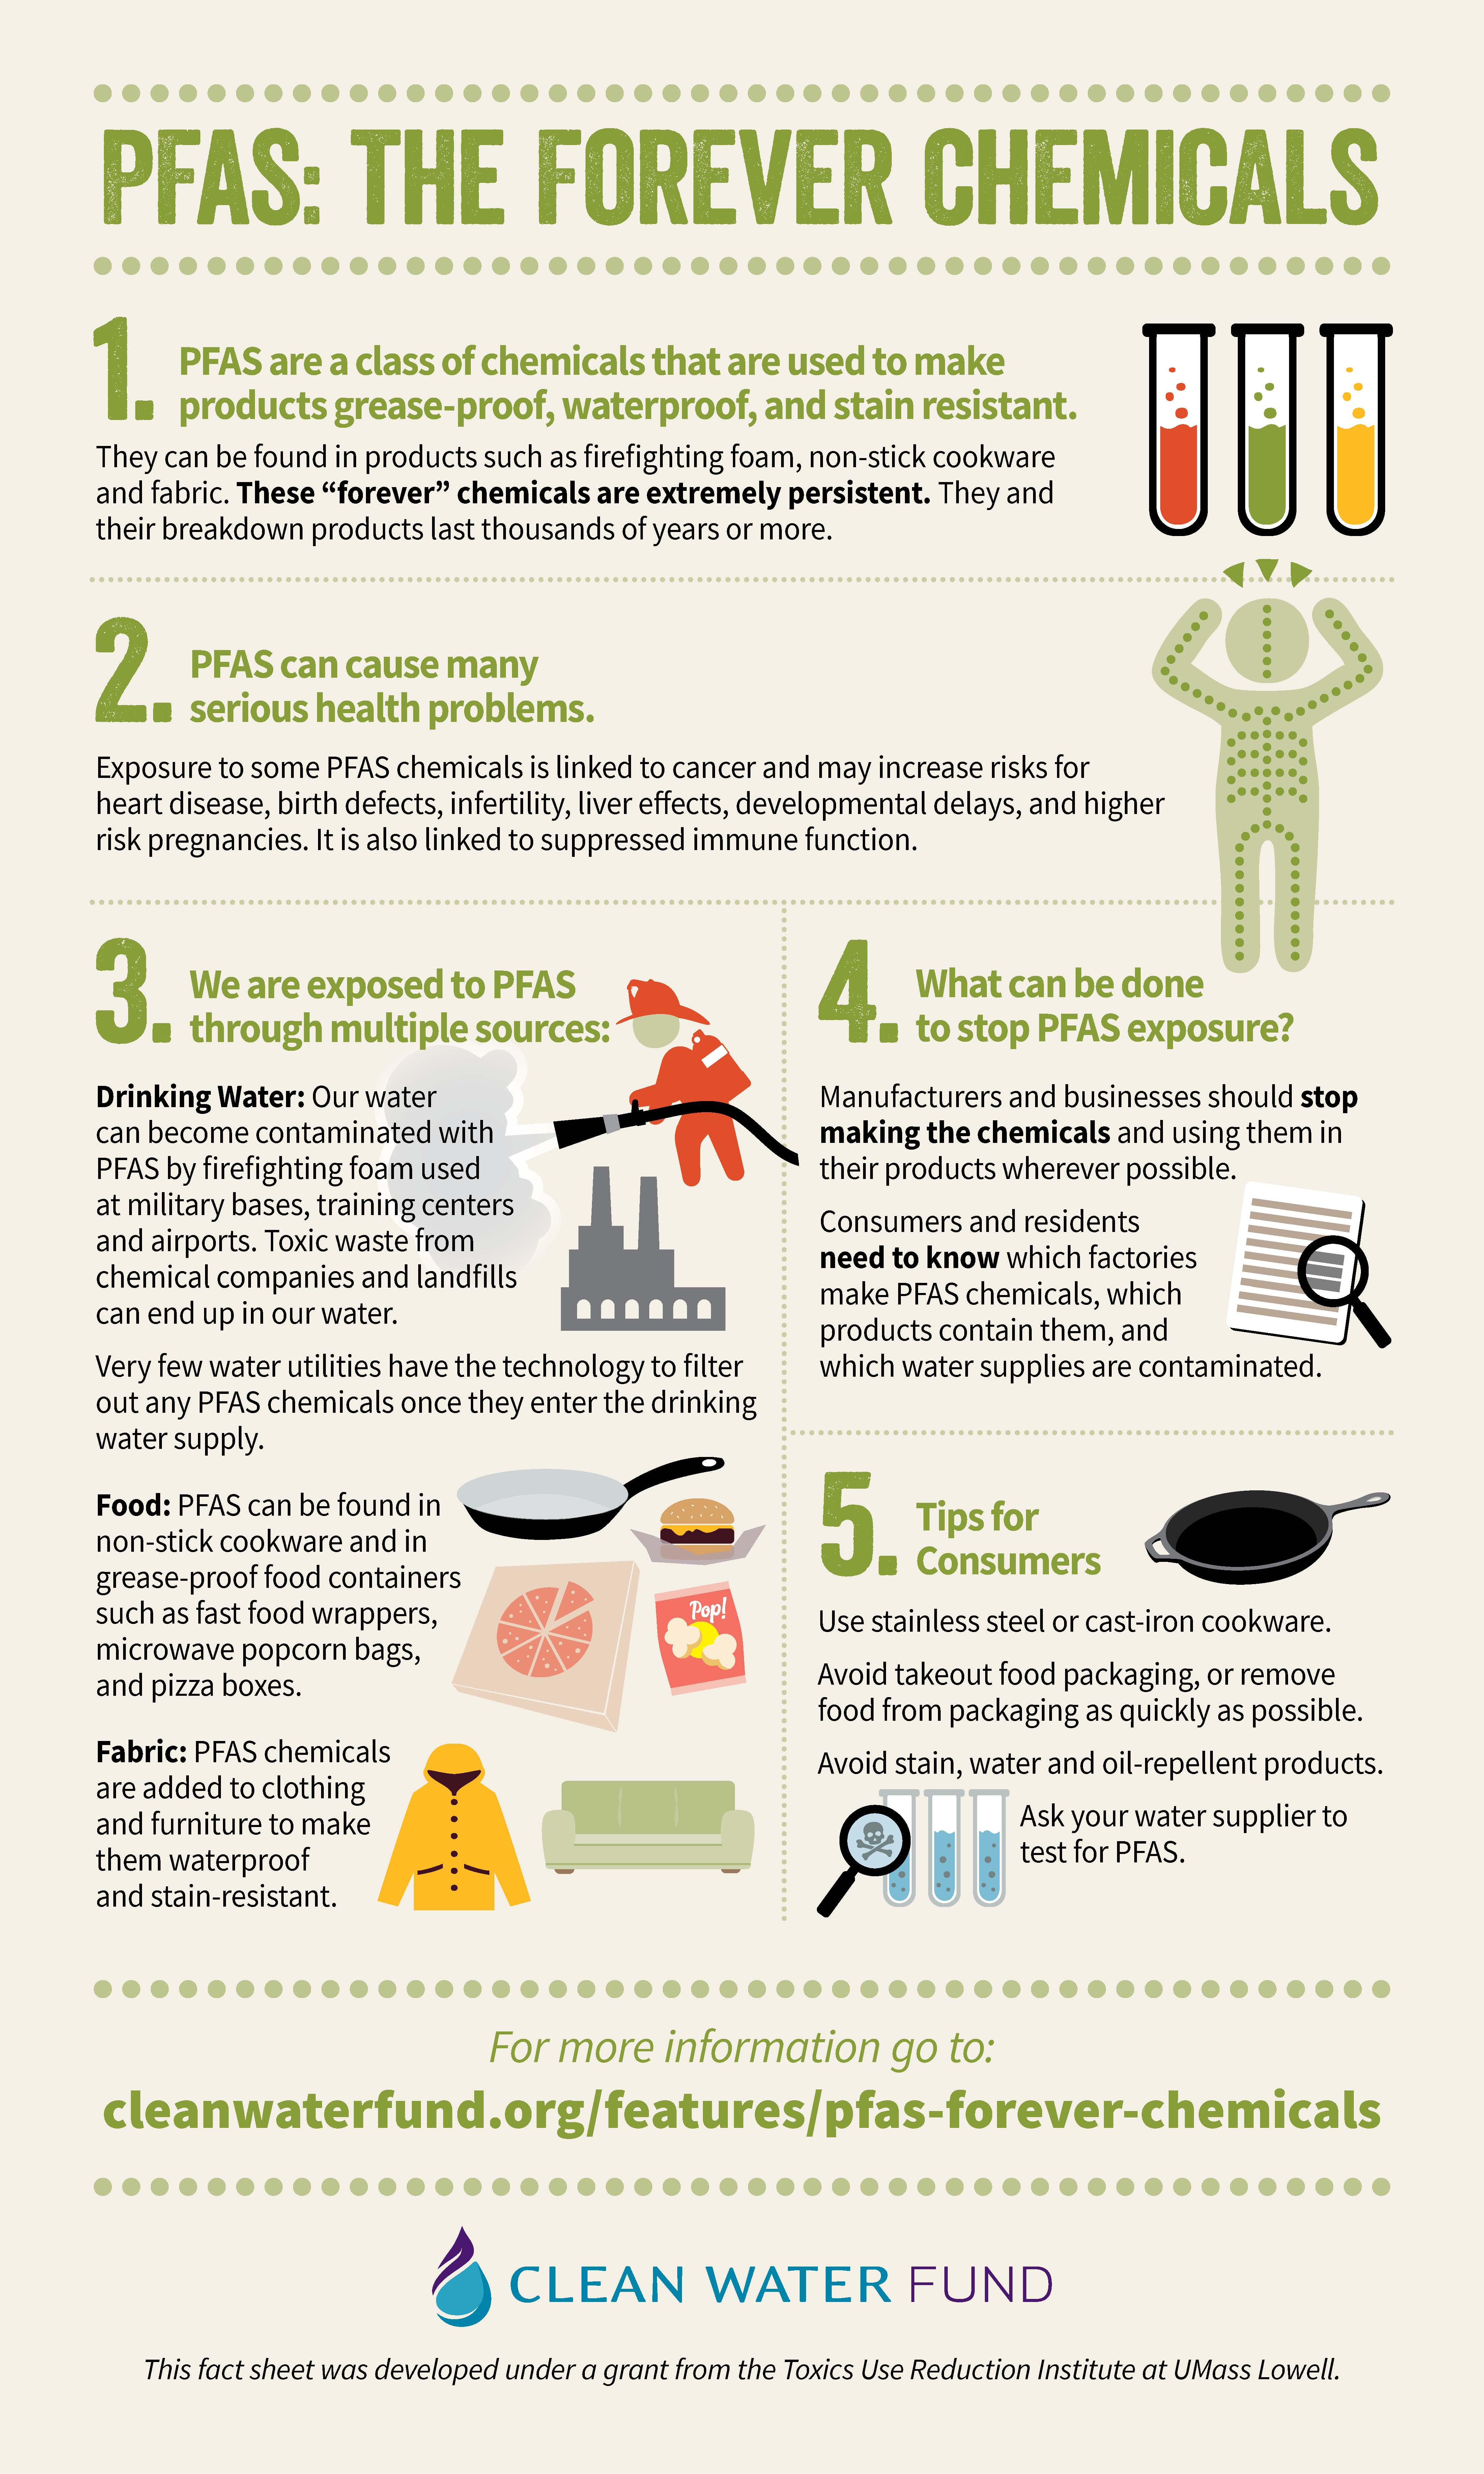 PFAS: THE FOREVER CHEMICALS
1. PFAS are a class of chemicals that are used to make
products grease-proof, waterproof, and stain resistant.
They can be found in products such as firefighting foam, non-stick cookware
and fabric. These “forever” chemicals are extremely persistent. They and
their breakdown products last thousands of years or more.
2. PFAS can cause many
serious health problems.
Exposure to some PFAS chemicals is linked to cancer and may increase risks for
heart disease, birth defects, infertility, liver effects, developmental delays, and higher
risk pregnancies. It is also linked to suppressed immune function.
3. We are exposed to PFAS
through multiple sources:
Drinking Water: Our water
can become contaminated with
PFAS by firefighting foam used
at military bases, training centers
and airports. Toxic waste from
chemical companies and landfills
can end up in our water.
Very few water utilities have the technology to filter
out any PFAS chemicals once they enter the drinking
water supply.
Food: PFAS can be found in
non-stick cookware and in
grease-proof food containers
such as fast food wrappers,
microwave popcorn bags,
and pizza boxes.
Pop!
Fabric: PFAS chemicals
are added to clothing
and furniture to make
them waterproof
and stain-resistant.
4. What can be done
to stop PFAS exposure?
Manufacturers and businesses should stop
making the chemicals and using them in
their products wherever possible.
Consumers and residents
need to know which factories
make PFAS chemicals, which
products contain them, and
which water supplies are contaminated.
5. Tips for
Consumers
Use stainless steel or cast-iron cookware.
Avoid takeout food packaging, or remove
food from packaging as quickly as possible.
Avoid stain, water and oil-repellent products.
Ask your water supplier to
test for PFAS.
For more information go to:
cleanwaterfund.org/features/pfas-forever-chemicals
CLEAN WATER FUND
This fact sheet was developed under a grant from the Toxics Use Reduction Institute at UMass Lowell.